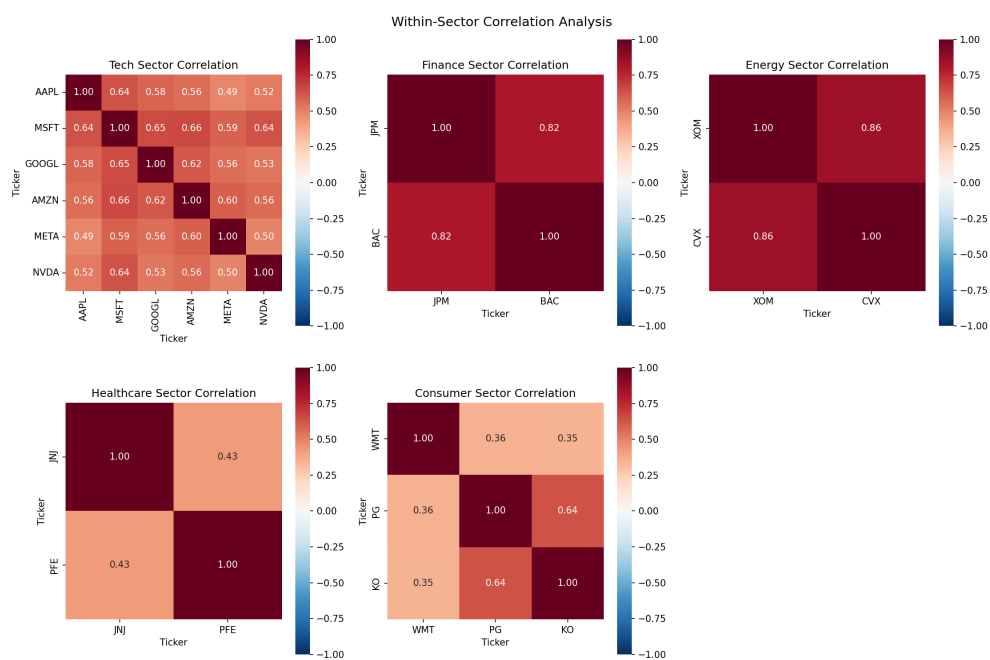 Within-Sector Correlation Analysis
Tech Sector Correlation
AAPL 1.00 0.64 0.58 0.56 0.49 0.52
MSFT 0.64 1.00 0.65 0.66 0.59 0.64
GOOGL 0.58 0.65 1.00 0.62 0.56 0.53
AMZN 0.56 0.66 0.62 1.00 0.60 0.56
META 0.49 0.59 0.56 0.60 1.00 0.50
NVDA 0.52 0.64 0.53 0.56 0.50 1.00
Ticker
AAPL MSFT GOOGL AMZN META NVDA
Ticker
1.00
0.75
0.50
0.25
0.00
−0.25
−0.50
−0.75
−1.00
Finance Sector Correlation
JPM 1.00 0.82
BAC 0.82 1.00
Ticker
JPM BAC
Ticker
1.00
0.75
0.50
0.25
0.00
−0.25
−0.50
−0.75
−1.00
Energy Sector Correlation
XOM 1.00 0.86
CVX 0.86 1.00
Ticker
XOM CVX
Ticker
1.00
0.75
0.50
0.25
0.00
−0.25
−0.50
−0.75
−1.00
Healthcare Sector Correlation
JNJ 1.00 0.43
PFE 0.43 1.00
Ticker
JNJ PFE
Ticker
1.00
0.75
0.50
0.25
0.00
−0.25
−0.50
−0.75
−1.00
Consumer Sector Correlation
WMT 1.00 0.36 0.35
PG 0.36 1.00 0.64
KO 0.35 0.64 1.00
Ticker
WMT PG KO
Ticker
1.00
0.75
0.50
0.25
0.00
−0.25
−0.50
−0.75
−1.00